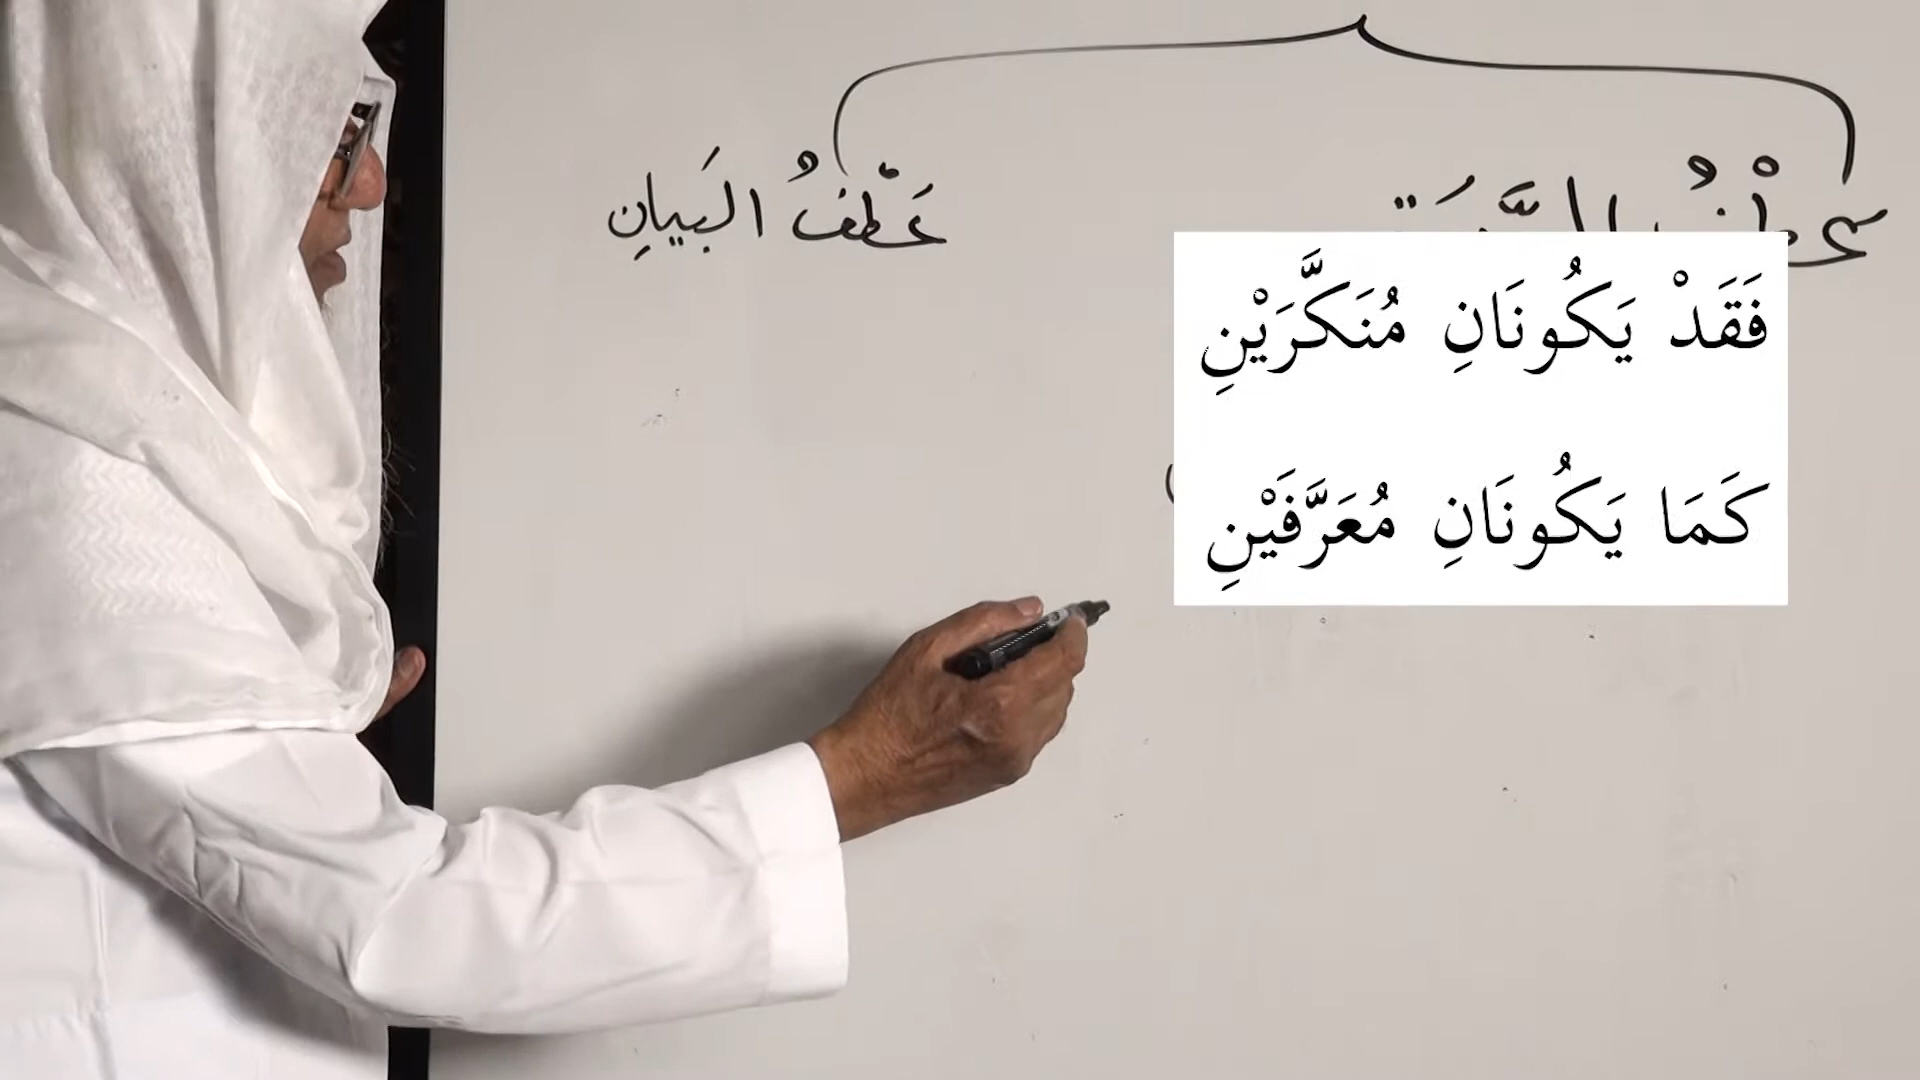 عَطْفُ البَيانِ
فَقَدْ يَكُونَانِ مُنَكَّرَيْنِ
كَمَا يَكُونَانِ مُعَرَّفَيْنِ